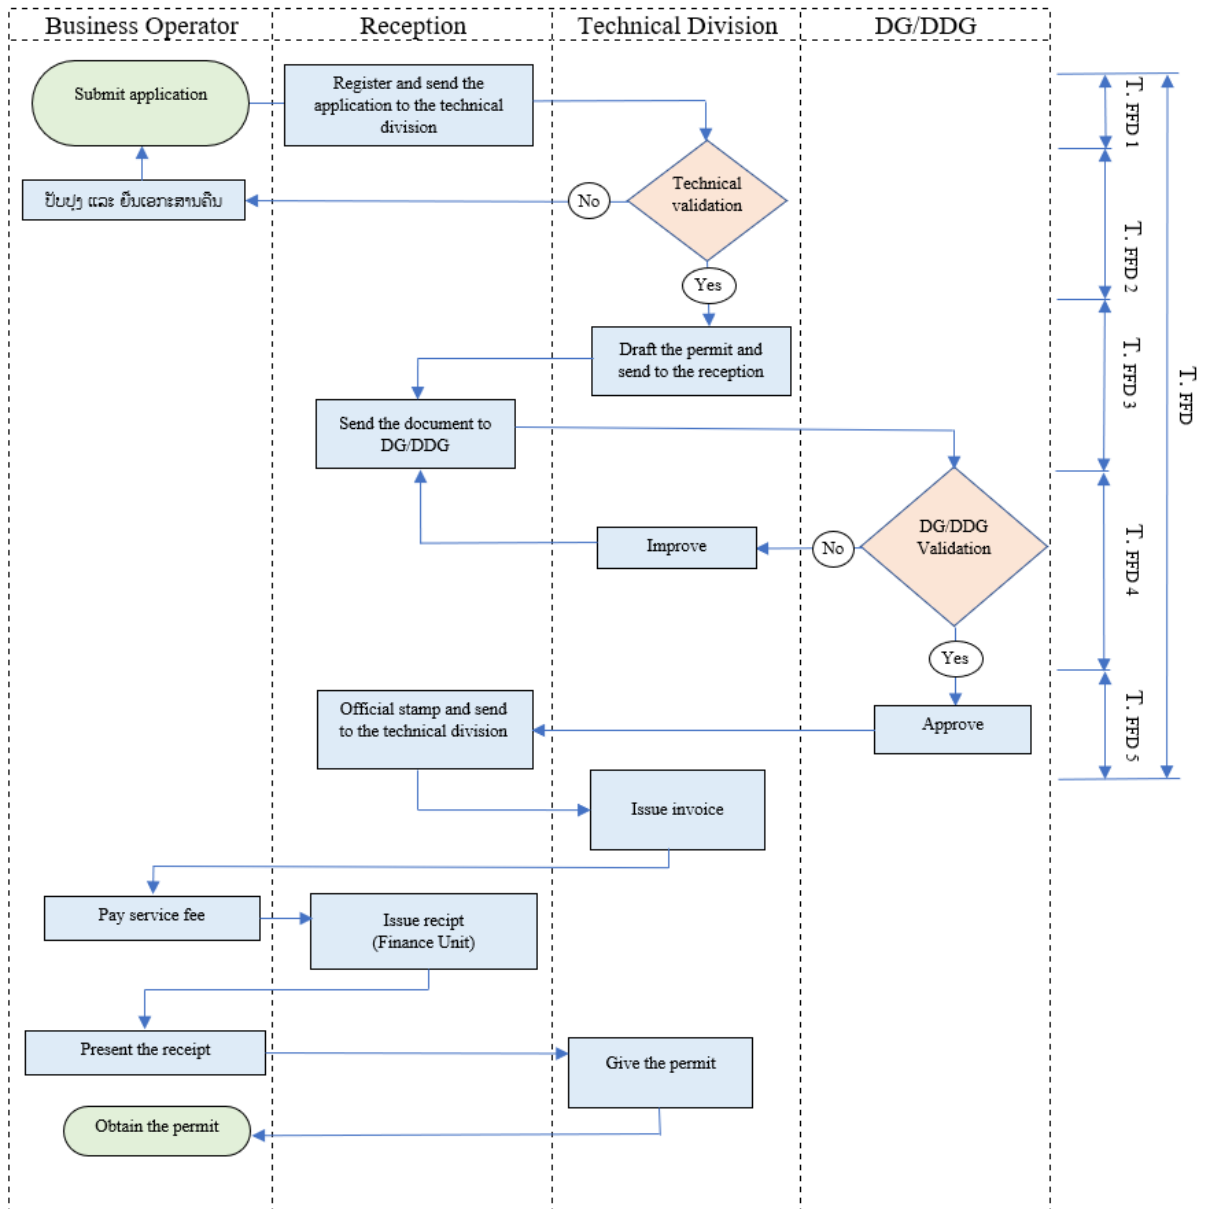 Business Operator
Reception
Technical Division
DG/DDG
Submit application
Register and send the
application to the technical
division
T. FFD 1
Technical
validation
No
ປັບປຸງ ແລະ ຍື່ນເອກະສານຄືນ
T. FFD 2
Yes
Draft the permit and
send to the reception
T. FFD 3
T. FFD
Send the document to
DG/DDG
DG/DDG
Validation
No
Improve
T. FFD 4
Yes
Official stamp and send
to the technical division
Approve
T. FFD 5
Issue invoice
Pay service fee
Issue recipt
(Finance Unit)
Present the receipt
Give the permit
Obtain the permit